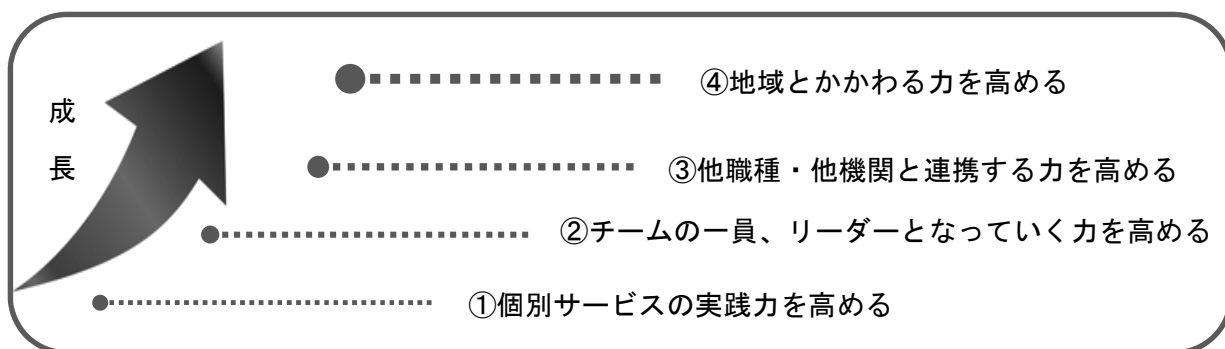 成長
④地域とかかわる力を高める
③他職種・他機関と連携する力を高める
②チームの一員、リーダーとなっていく力を高める
①個別サービスの実践力を高める